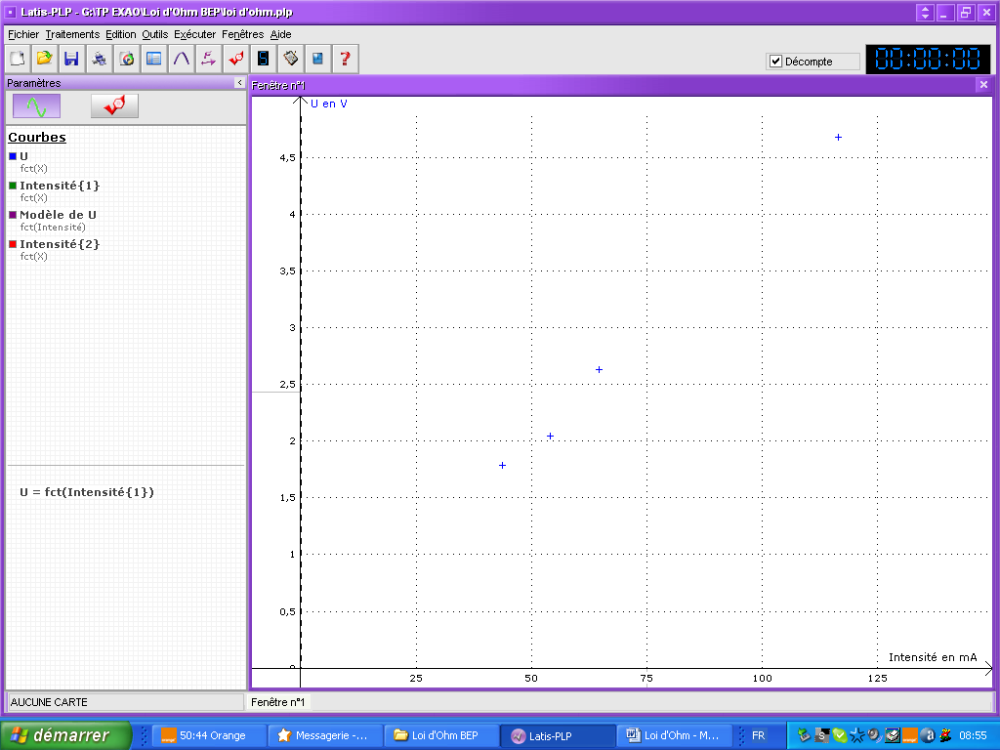 Latis-PLP - G:\TP EXAO\Loi d'Ohm BEP\loi d'ohm.plp
Fichier Traitements Edition Outils Exécuter Fenêtres Aide
Décompte
00:00:00
Paramètres
Fenêtre n°1
Courbes
U
fct(X)
Intensité{1}
fct(X)
Modèle de U
fct(Intensité)
Intensité{2}
fct(X)
U = fct(Intensité{1})
U en V
4,5
4
3,5
3
2,5
2
1,5
1
0,5
0
25 50 75 100 125
Intensité en mA
AUCUNE CARTE
Fenêtre n°1
démarrer
50:44 Orange
Messagerie -...
Loi d'Ohm BEP
Latis-PLP
Loi d'Ohm - M...
FR
08:55